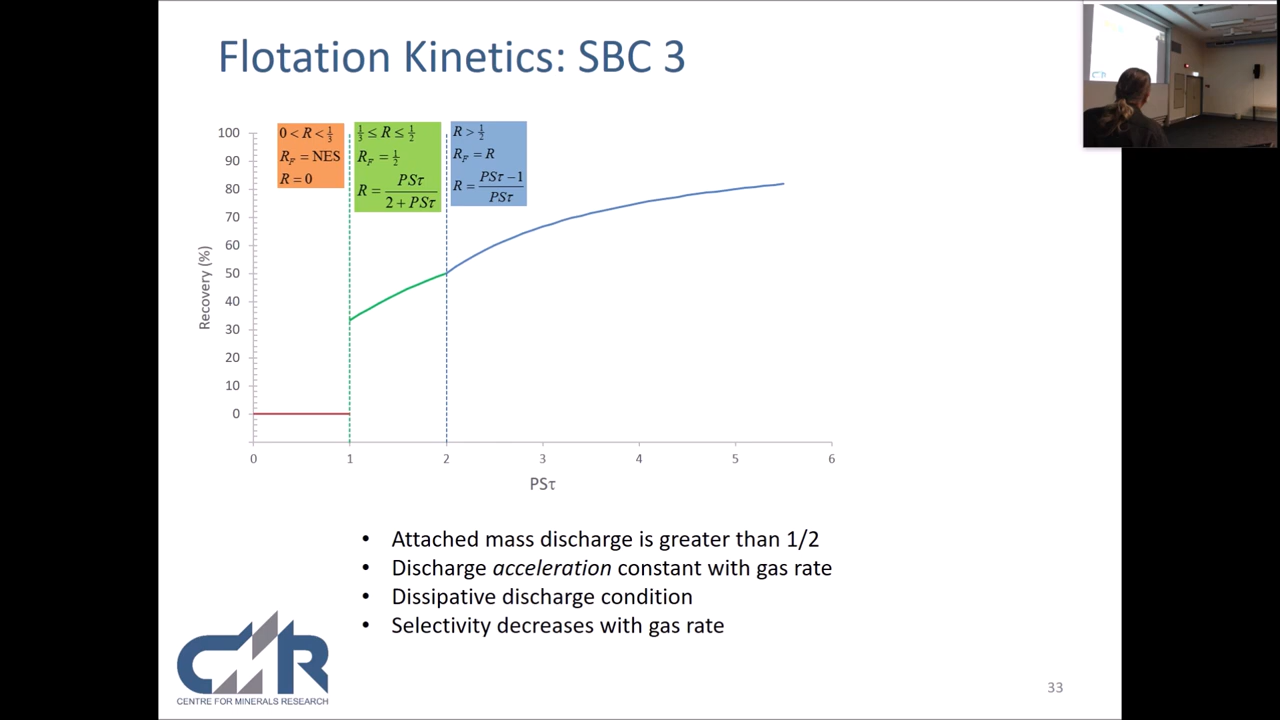 Flotation Kinetics: SBC 3
0 < R < 1/3
R_F = NES
R = 0
1/3 ≤ R ≤ 1/2
R_F = 1/2
R = PSτ / (2 + PSτ)
R > 1/2
R_F = R
R = (PSτ − 1) / PSτ
100
90
80
70
60
50
40
30
20
10
0
Recovery (%)
0 1 2 3 4 5 6
PSτ
• Attached mass discharge is greater than 1/2
• Discharge acceleration constant with gas rate
• Dissipative discharge condition
• Selectivity decreases with gas rate
CMR
CENTRE FOR MINERALS RESEARCH
33